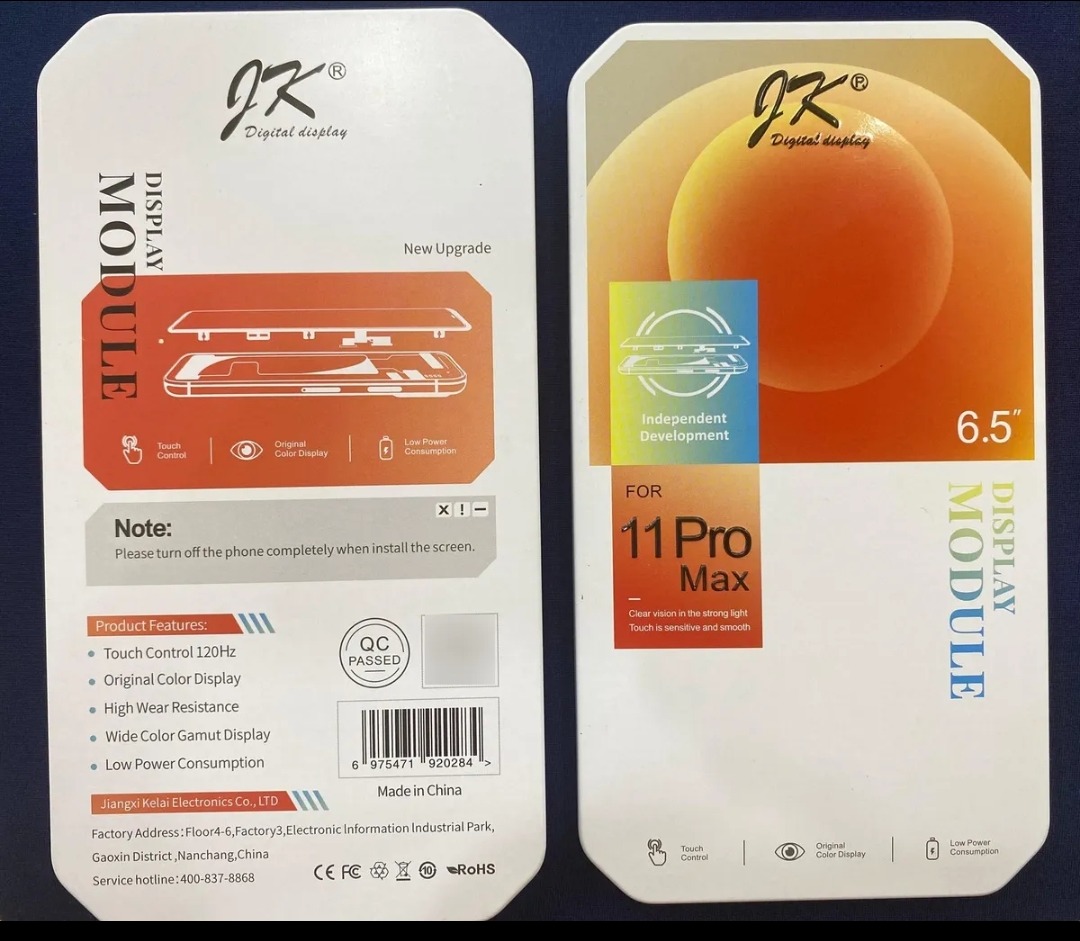 JK®
Digital display
DISPLAY
MODULE
New Upgrade
Touch
Control
Original
Color Display
Low Power
Consumption
X ! −
Note:
Please turn off the phone completely when install the screen.
Product Features:
• Touch Control 120Hz
• Original Color Display
• High Wear Resistance
• Wide Color Gamut Display
• Low Power Consumption
QC
PASSED
6 975471 920284 >
Made in China
Jiangxi Kelai Electronics Co., LTD
Factory Address:Floor4-6,Factory3,Electronic Information Industrial Park,
Gaoxin District ,Nanchang,China
Service hotline:400-837-8868
CE FC 10 RoHS
JK®
Digital display
Independent
Development
6.5″
FOR
11 Pro
Max
Clear vision in the strong light
Touch is sensitive and smooth
DISPLAY
MODULE
Touch
Control
Original
Color Display
Low Power
Consumption